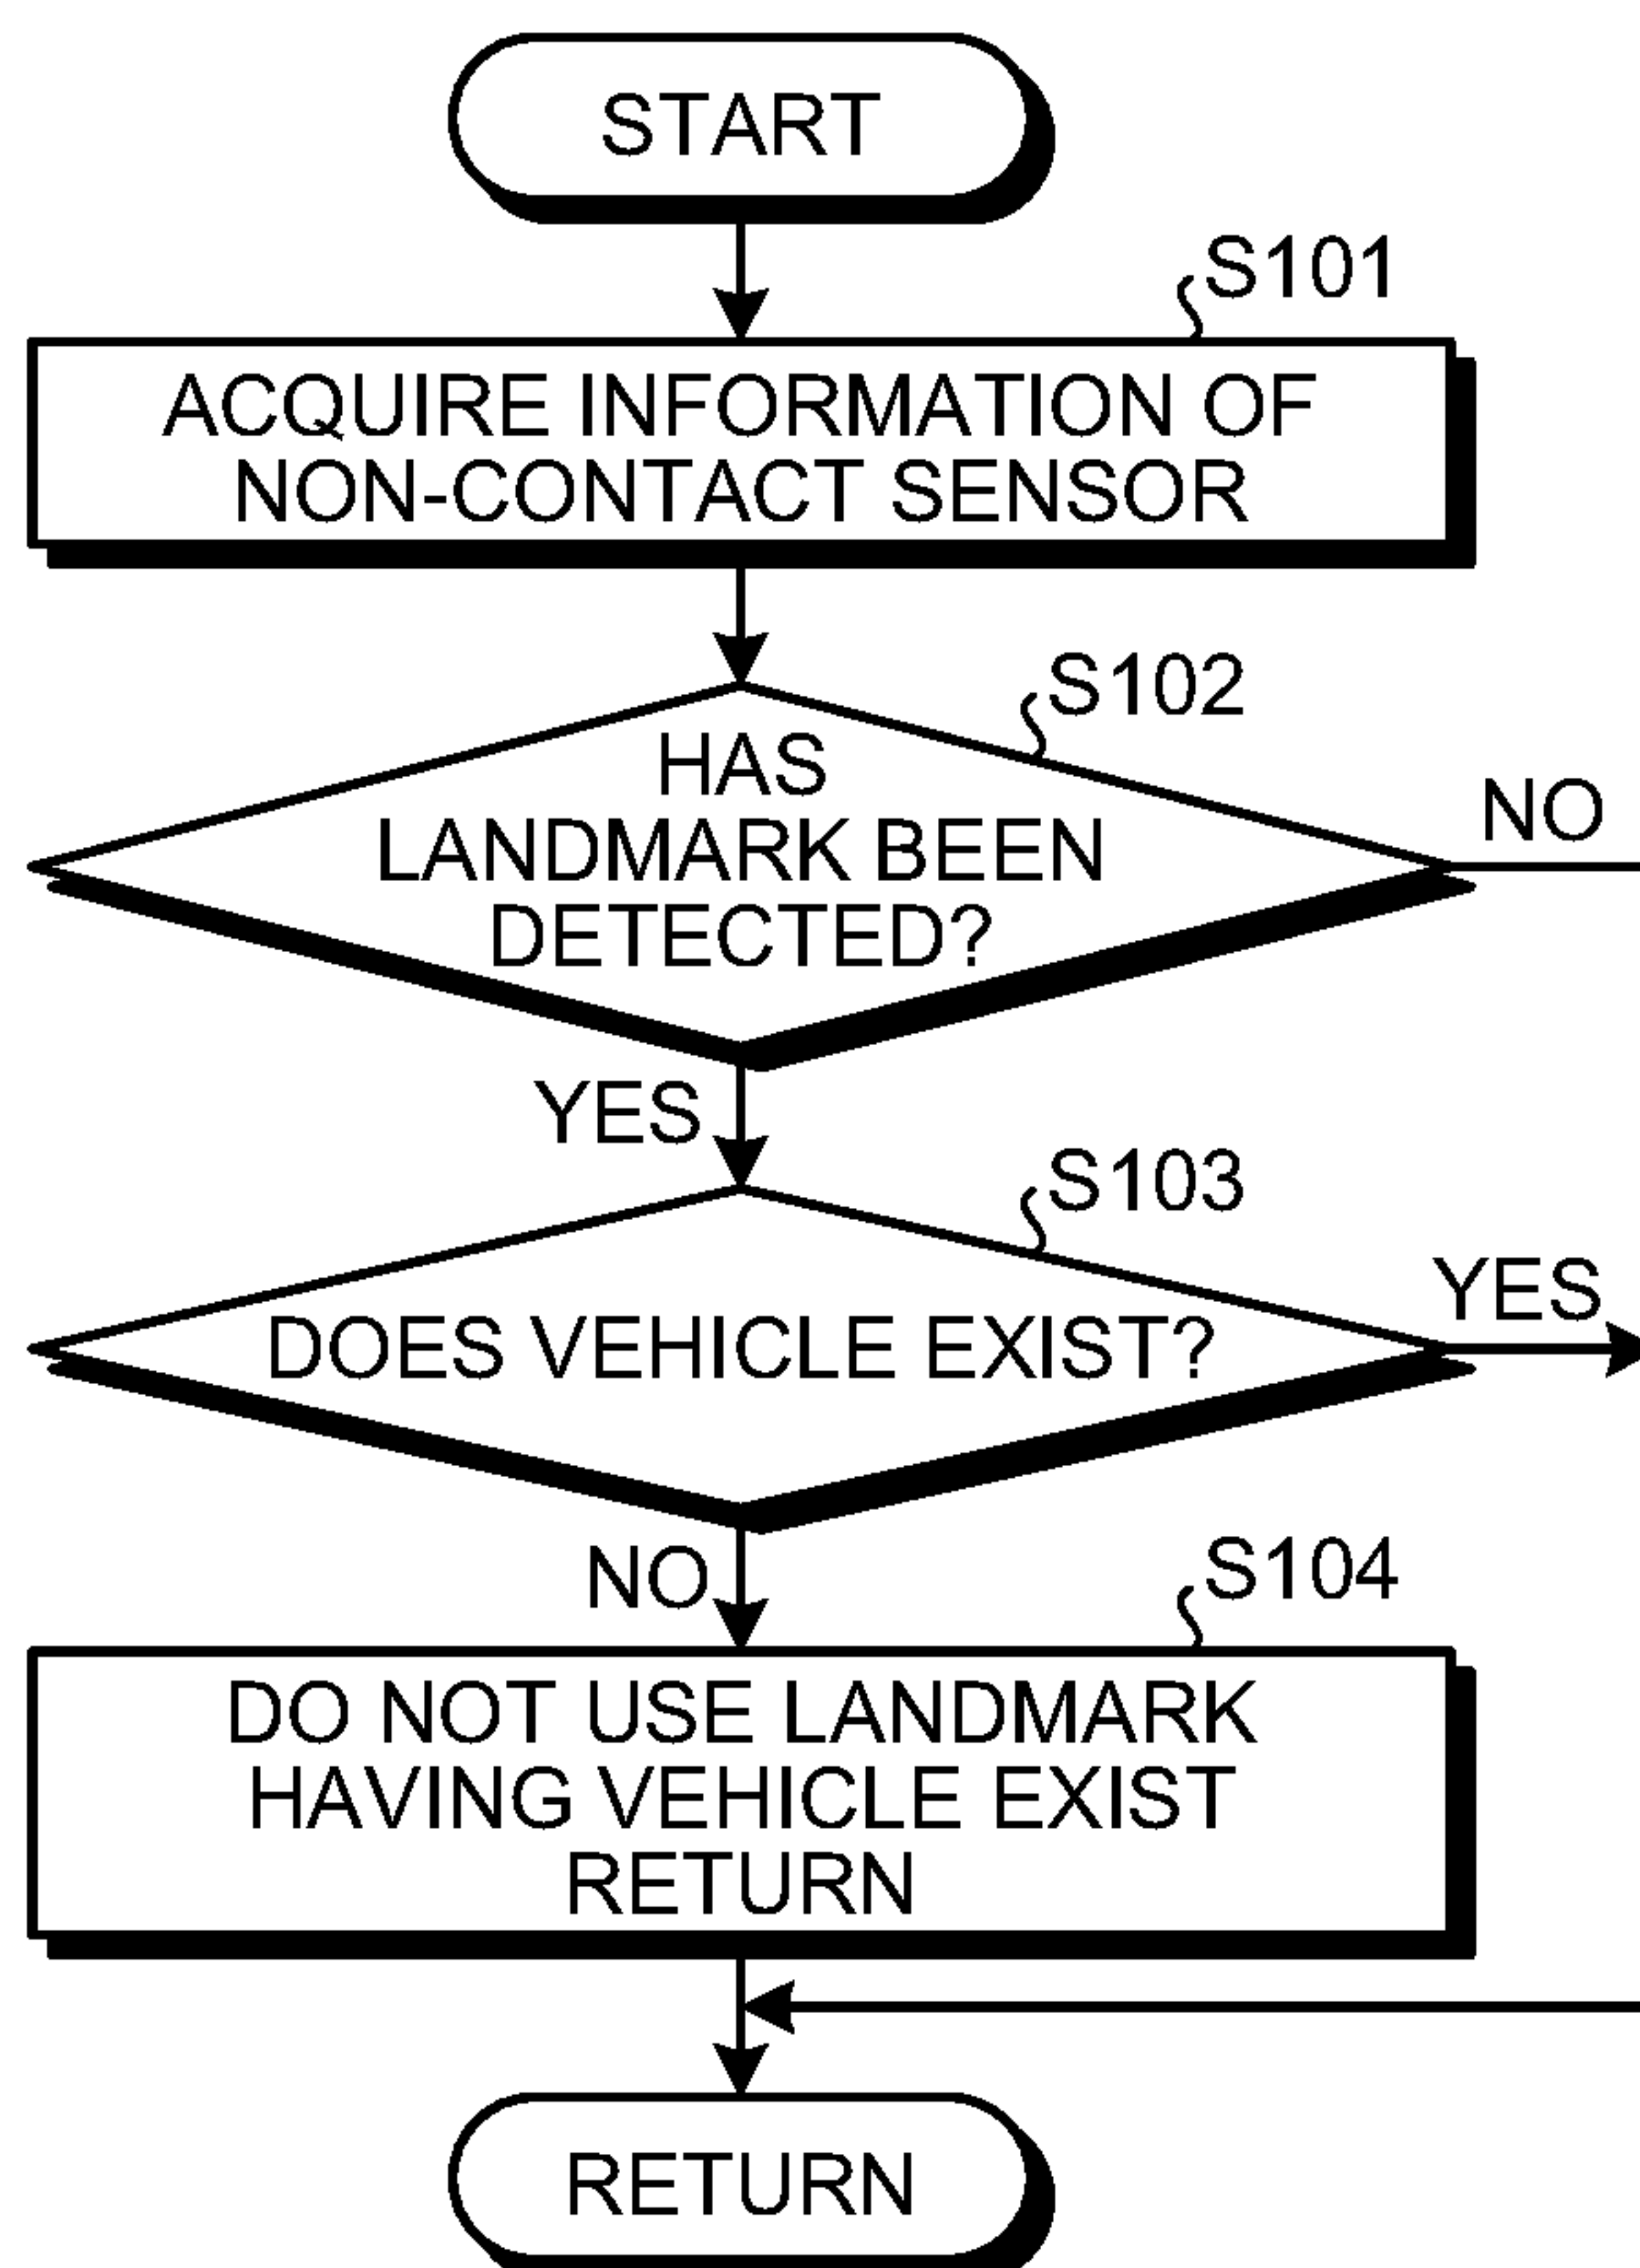 START
S101
ACQUIRE INFORMATION OF
NON-CONTACT SENSOR
S102
HAS
LANDMARK BEEN
DETECTED?
NO
YES
S103
DOES VEHICLE EXIST?
YES
NO
S104
DO NOT USE LANDMARK
HAVING VEHICLE EXIST
RETURN
RETURN